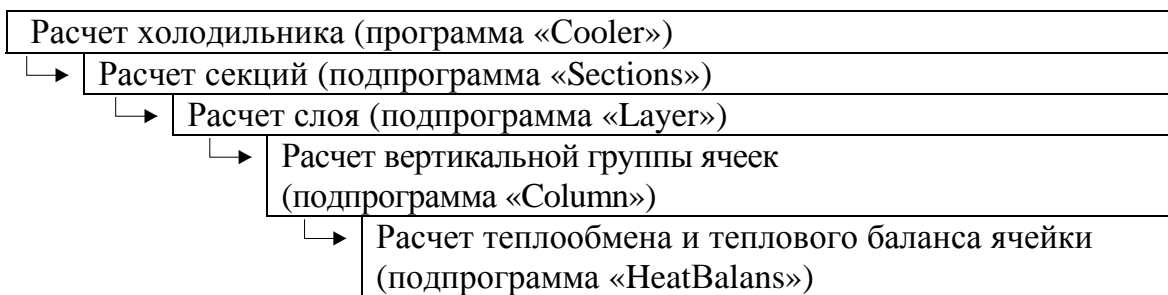 Расчет холодильника (программа «Cooler»)
Расчет секций (подпрограмма «Sections»)
Расчет слоя (подпрограмма «Layer»)
Расчет вертикальной группы ячеек
(подпрограмма «Column»)
Расчет теплообмена и теплового баланса ячейки
(подпрограмма «HeatBalans»)